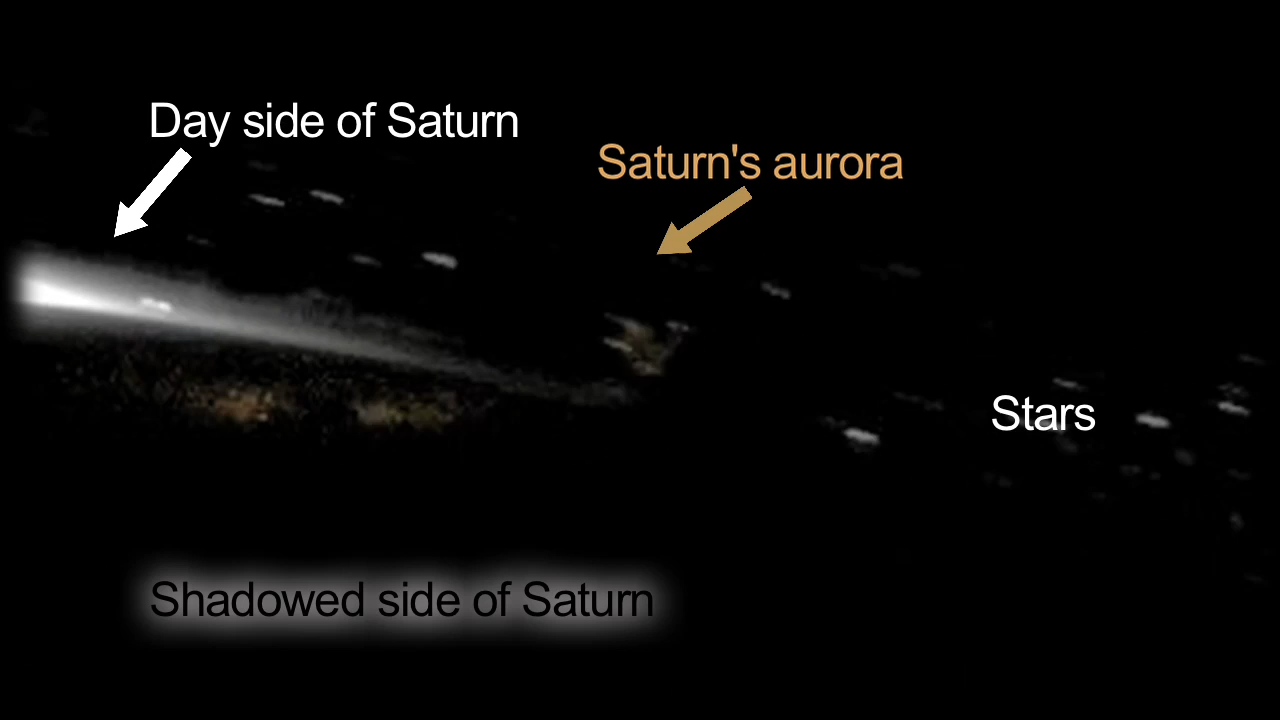 Day side of Saturn
Saturn's aurora
Stars
Shadowed side of Saturn